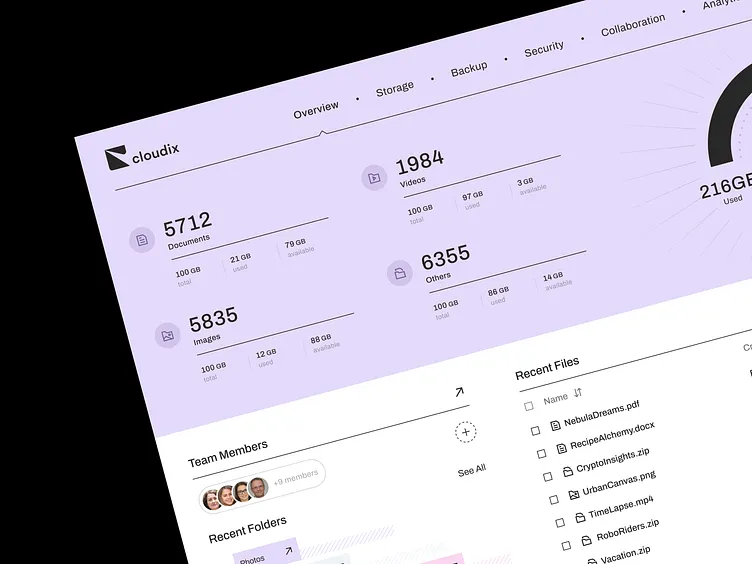 Overview • Storage • Backup • Security • Collaboration •
cloudix
5712
Documents
100 GB
total
21 GB
used
79 GB
available
1984
Videos
100 GB
total
97 GB
used
3 GB
available
216GB
Used
5835
Images
100 GB
total
12 GB
used
88 GB
available
6355
Others
100 GB
total
86 GB
used
14 GB
available
Team Members
+9 members
See All
Recent Folders
Photos
Recent Files
Name
NebulaDreams.pdf
RecipeAlchemy.docx
CryptoInsights.zip
UrbanCanvas.png
TimeLapse.mp4
RoboRiders.zip
Vacation.zip